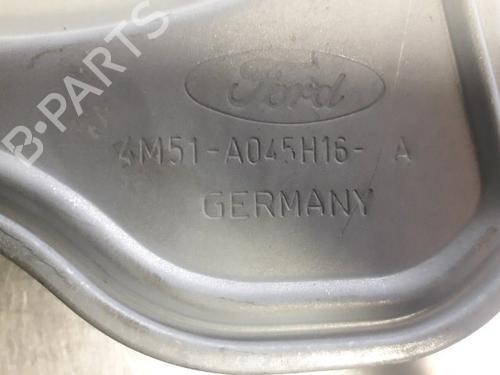 B-PARTS
Ford
4M51-A045H16- A
GERMANY